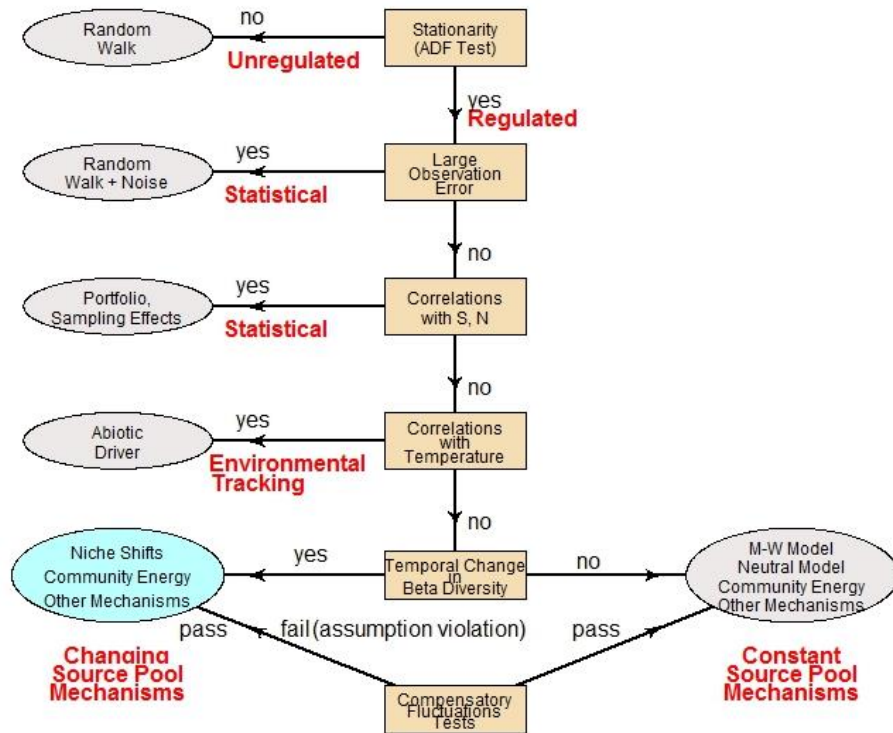 Random
Walk
no
Unregulated
Stationarity
(ADF Test)
yes
Regulated
Random
Walk + Noise
yes
Statistical
Large
Observation
Error
no
Portfolio,
Sampling Effects
yes
Statistical
Correlations
with S, N
no
Abiotic
Driver
yes
Environmental
Tracking
Correlations
with
Temperature
no
Niche Shifts
Community Energy
Other Mechanisms
yes
Temporal Change
in
Beta Diversity
no
M-W Model
Neutral Model
Community Energy
Other Mechanisms
pass
fail (assumption violation)
pass
Changing
Source Pool
Mechanisms
Constant
Source Pool
Mechanisms
Compensatory
Fluctuations
Tests